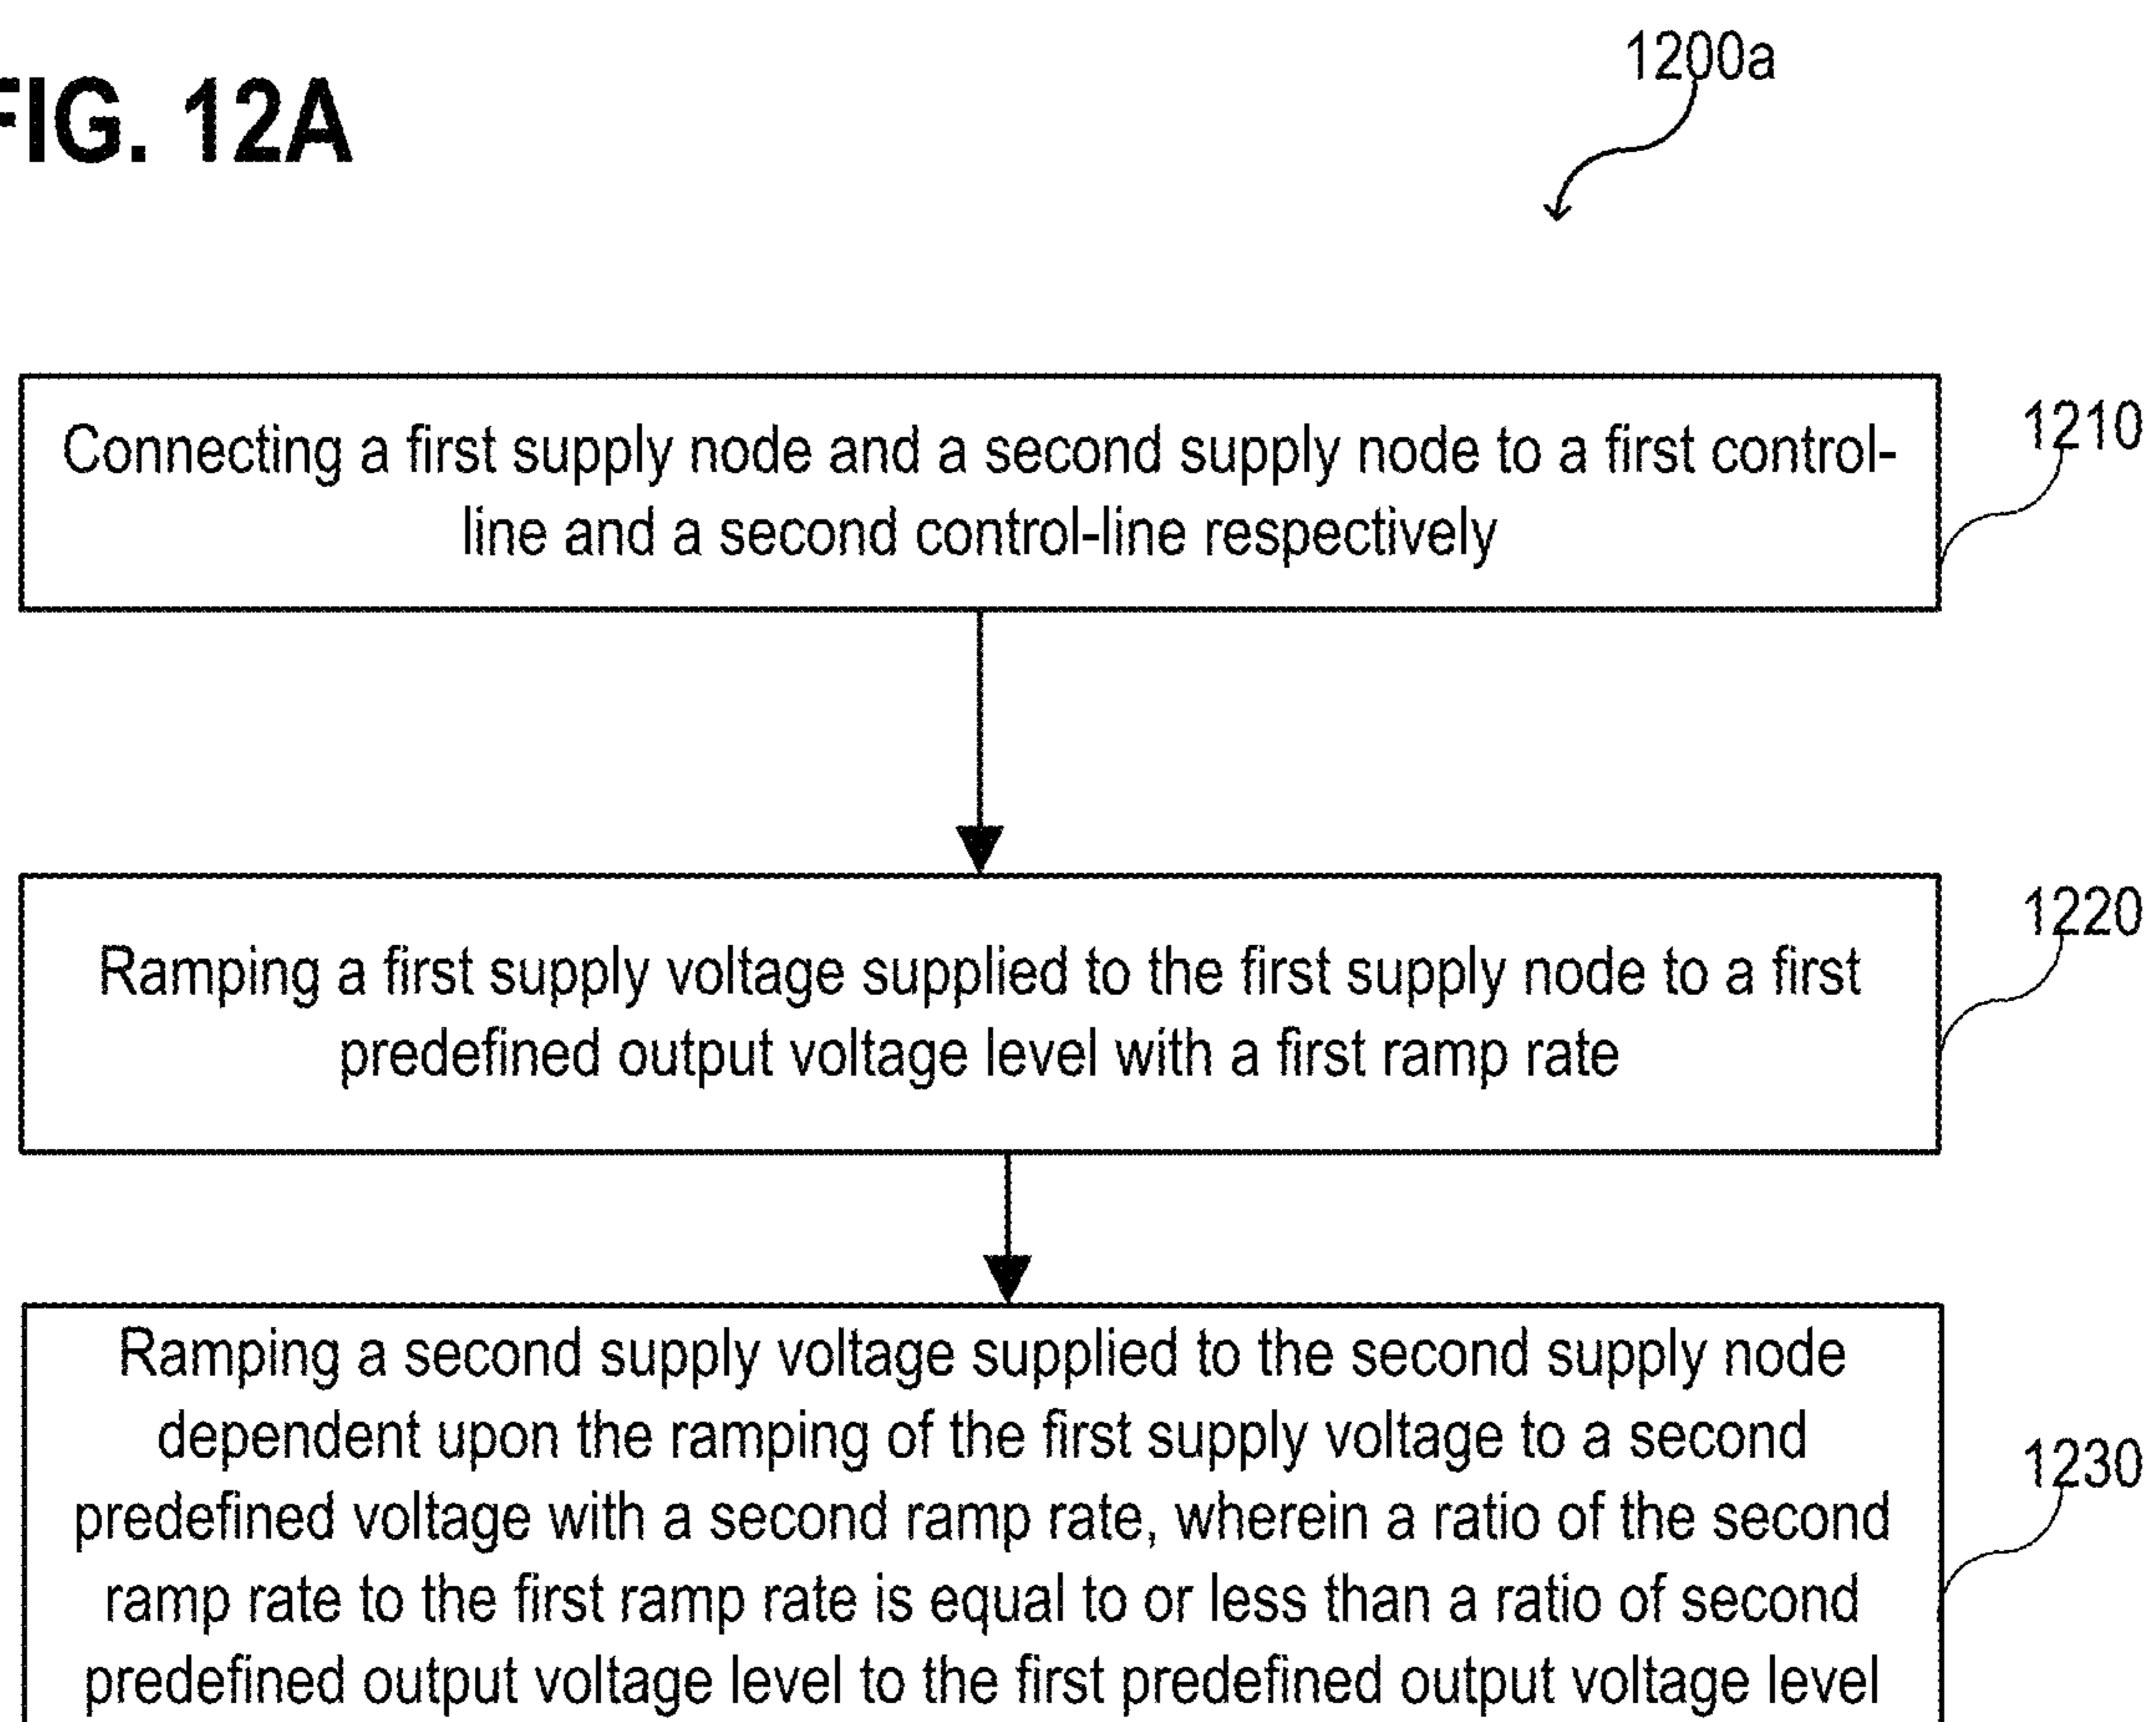 FIG. 12A
1200a
Connecting a first supply node and a second supply node to a first control-
line and a second control-line respectively
1210
Ramping a first supply voltage supplied to the first supply node to a first
predefined output voltage level with a first ramp rate
1220
Ramping a second supply voltage supplied to the second supply node
dependent upon the ramping of the first supply voltage to a second
predefined voltage with a second ramp rate, wherein a ratio of the second
ramp rate to the first ramp rate is equal to or less than a ratio of second
predefined output voltage level to the first predefined output voltage level
1230